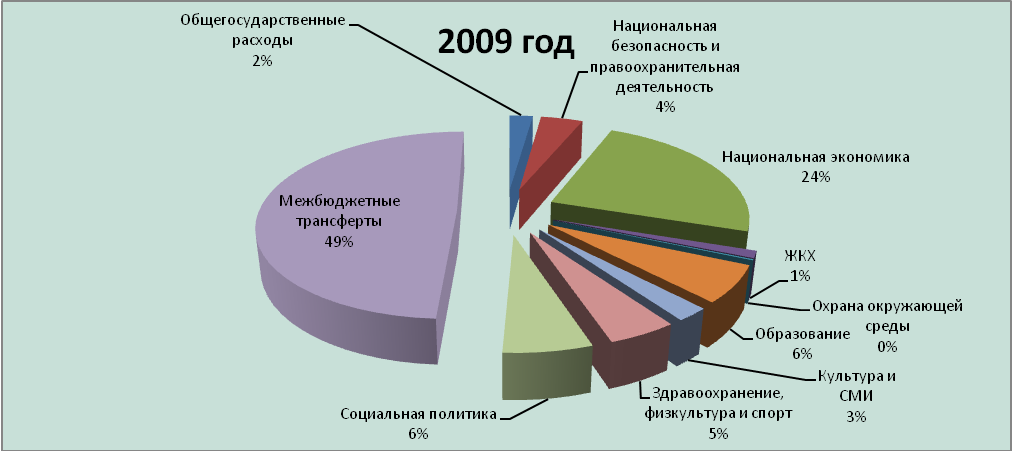 Общегосударственные
расходы
2%
2009 год
Национальная
безопасность и
правоохранительная
деятельность
4%
Национальная экономика
24%
Межбюджетные
трансферты
49%
ЖКХ
1%
Охрана окружающей
среды
0%
Образование
6%
Культура и
СМИ
3%
Здравоохранение,
физкультура и спорт
5%
Социальная политика
6%